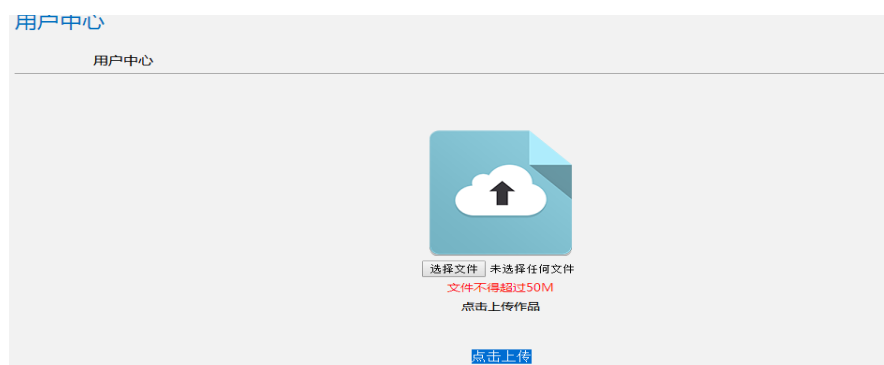 用户中心
用户中心
选择文件 未选择任何文件
文件不得超过50M
点击上传作品
点击上传